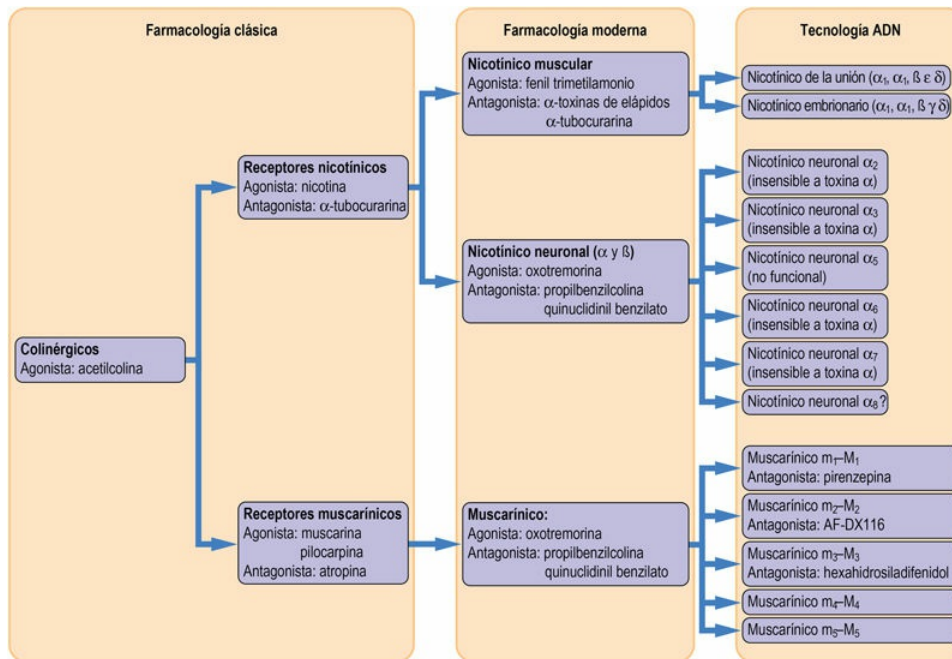 Farmacología clásica
Colinérgicos
Agonista: acetilcolina
Receptores nicotínicos
Agonista: nicotina
Antagonista: α-tubocurarina
Receptores muscarínicos
Agonista: muscarina
pilocarpina
Antagonista: atropina
Farmacología moderna
Nicotínico muscular
Agonista: fenil trimetilamonio
Antagonista: α-toxinas de elápidos
α-tubocurarina
Nicotínico neuronal (α y ß)
Agonista: oxotremorina
Antagonista: propilbenzilcolina
quinuclidinil benzilato
Muscarínico:
Agonista: oxotremorina
Antagonista: propilbenzilcolina
quinuclidinil benzilato
Tecnología ADN
Nicotínico de la unión (α₁, α₁, ß ε δ)
Nicotínico embrionario (α₁, α₁, ß γ δ)
Nicotínico neuronal α₂
(insensible a toxina α)
Nicotínico neuronal α₃
(insensible a toxina α)
Nicotínico neuronal α₅
(no funcional)
Nicotínico neuronal α₆
(insensible a toxina α)
Nicotínico neuronal α₇
(insensible a toxina α)
Nicotínico neuronal α₈?
Muscarínico m₁–M₁
Antagonista: pirenzepina
Muscarínico m₂–M₂
Antagonista: AF-DX116
Muscarínico m₃–M₃
Antagonista: hexahidrosiladifenidol
Muscarínico m₄–M₄
Muscarínico m₅–M₅